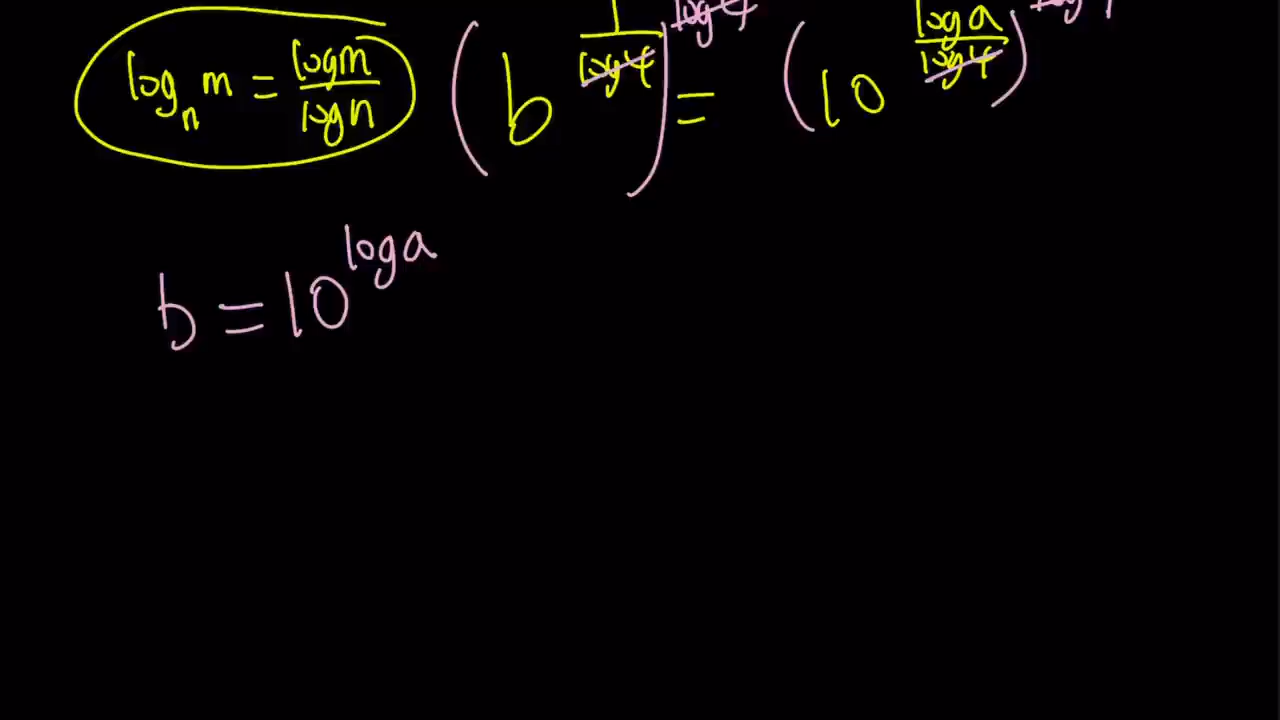 log_n m = log m / log n   (b^(1/log 4))^(log 4) = (10^(log a/log 4))^(log 4)
b = 10^(log a)